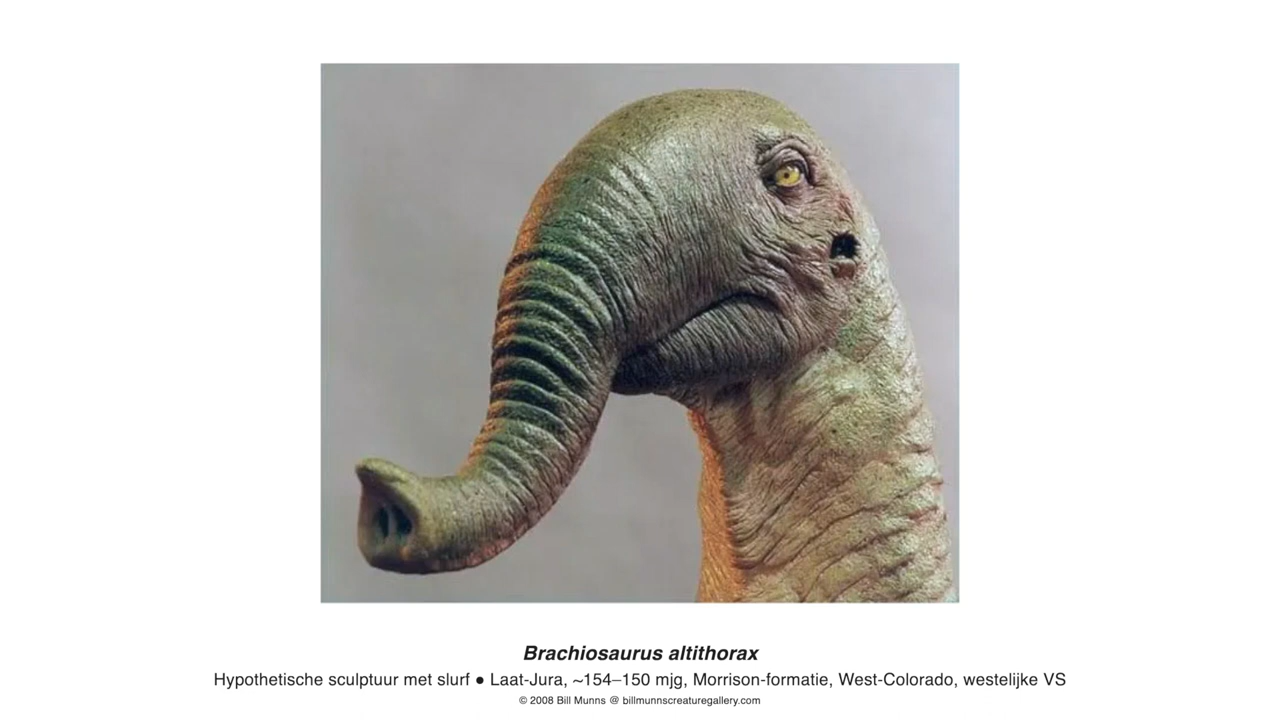 Brachiosaurus altithorax
Hypothetische sculptuur met slurf ● Laat-Jura, ~154–150 mjg, Morrison-formatie, West-Colorado, westelijke VS
© 2008 Bill Munns @ billmunnscreaturegallery.com